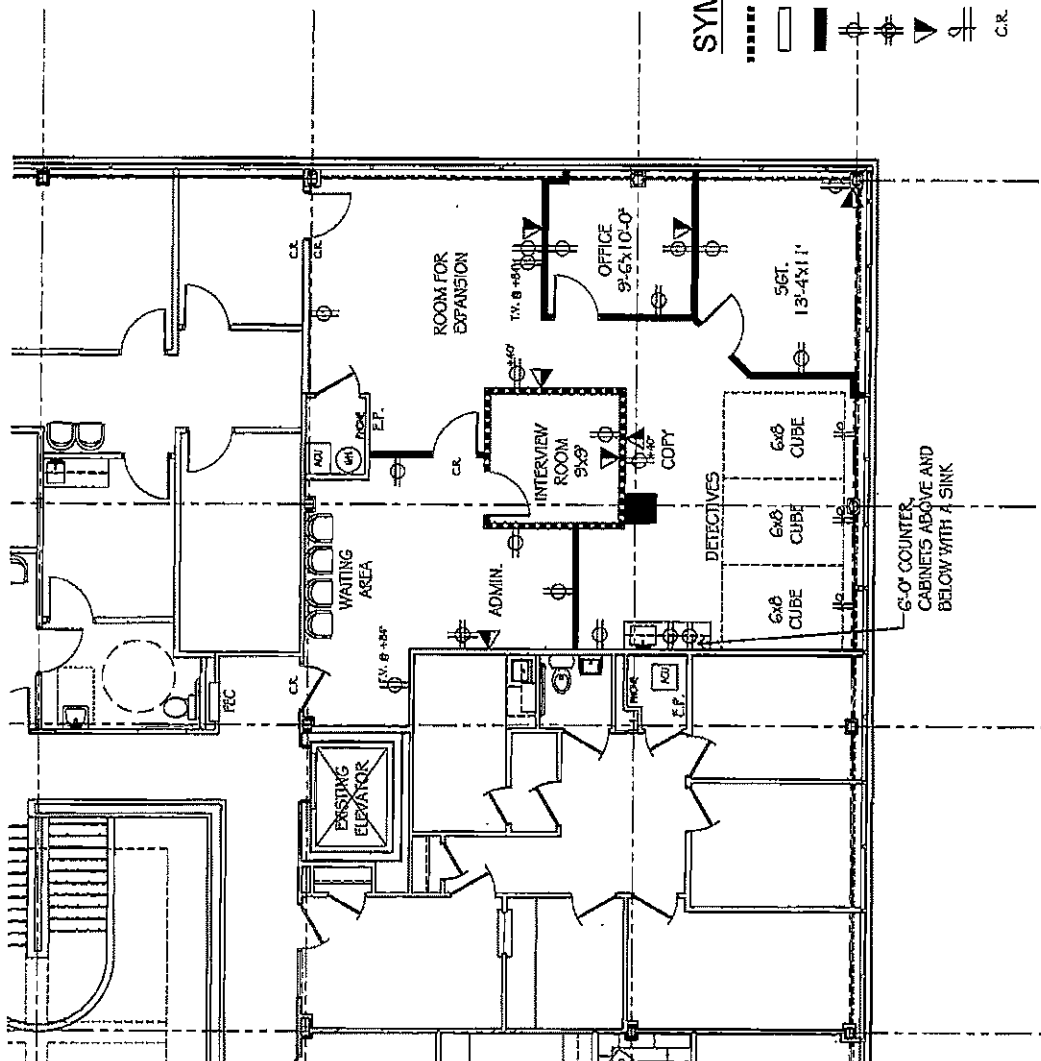 SYM
C.R.
C.R.
C.R.
ROOM FOR
EXPANSION
T.V. @ +84"
OFFICE
9'-6"x10'-0"
SGT.
13'-4"x11'
PHONE
E.P.
+40"
C.R.
INTERVIEW
ROOM
9'x9'
COPY
WAITING
AREA
ADMIN.
DETECTIVES
6x8
CUBE
6x8
CUBE
6x8
CUBE
6'-0" COUNTER,
CABINETS ABOVE AND
BELOW WITH A SINK
T.V. @ +84"
C.R.
FEC
PHONE
E.P.
EXISTING
ELEVATOR